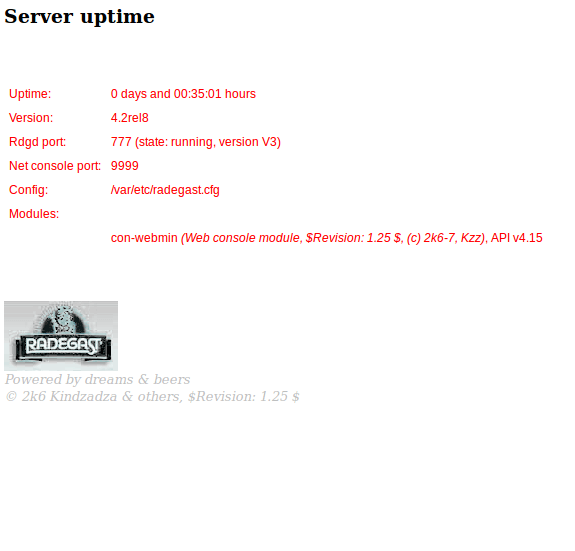 Server uptime
Uptime: 0 days and 00:35:01 hours
Version: 4.2rel8
Rdgd port: 777 (state: running, version V3)
Net console port: 9999
Config: /var/etc/radegast.cfg
Modules:
con-webmin (Web console module, $Revision: 1.25 $, (c) 2k6-7, Kzz), API v4.15
RADEGAST
Powered by dreams & beers
© 2k6 Kindzadza & others, $Revision: 1.25 $